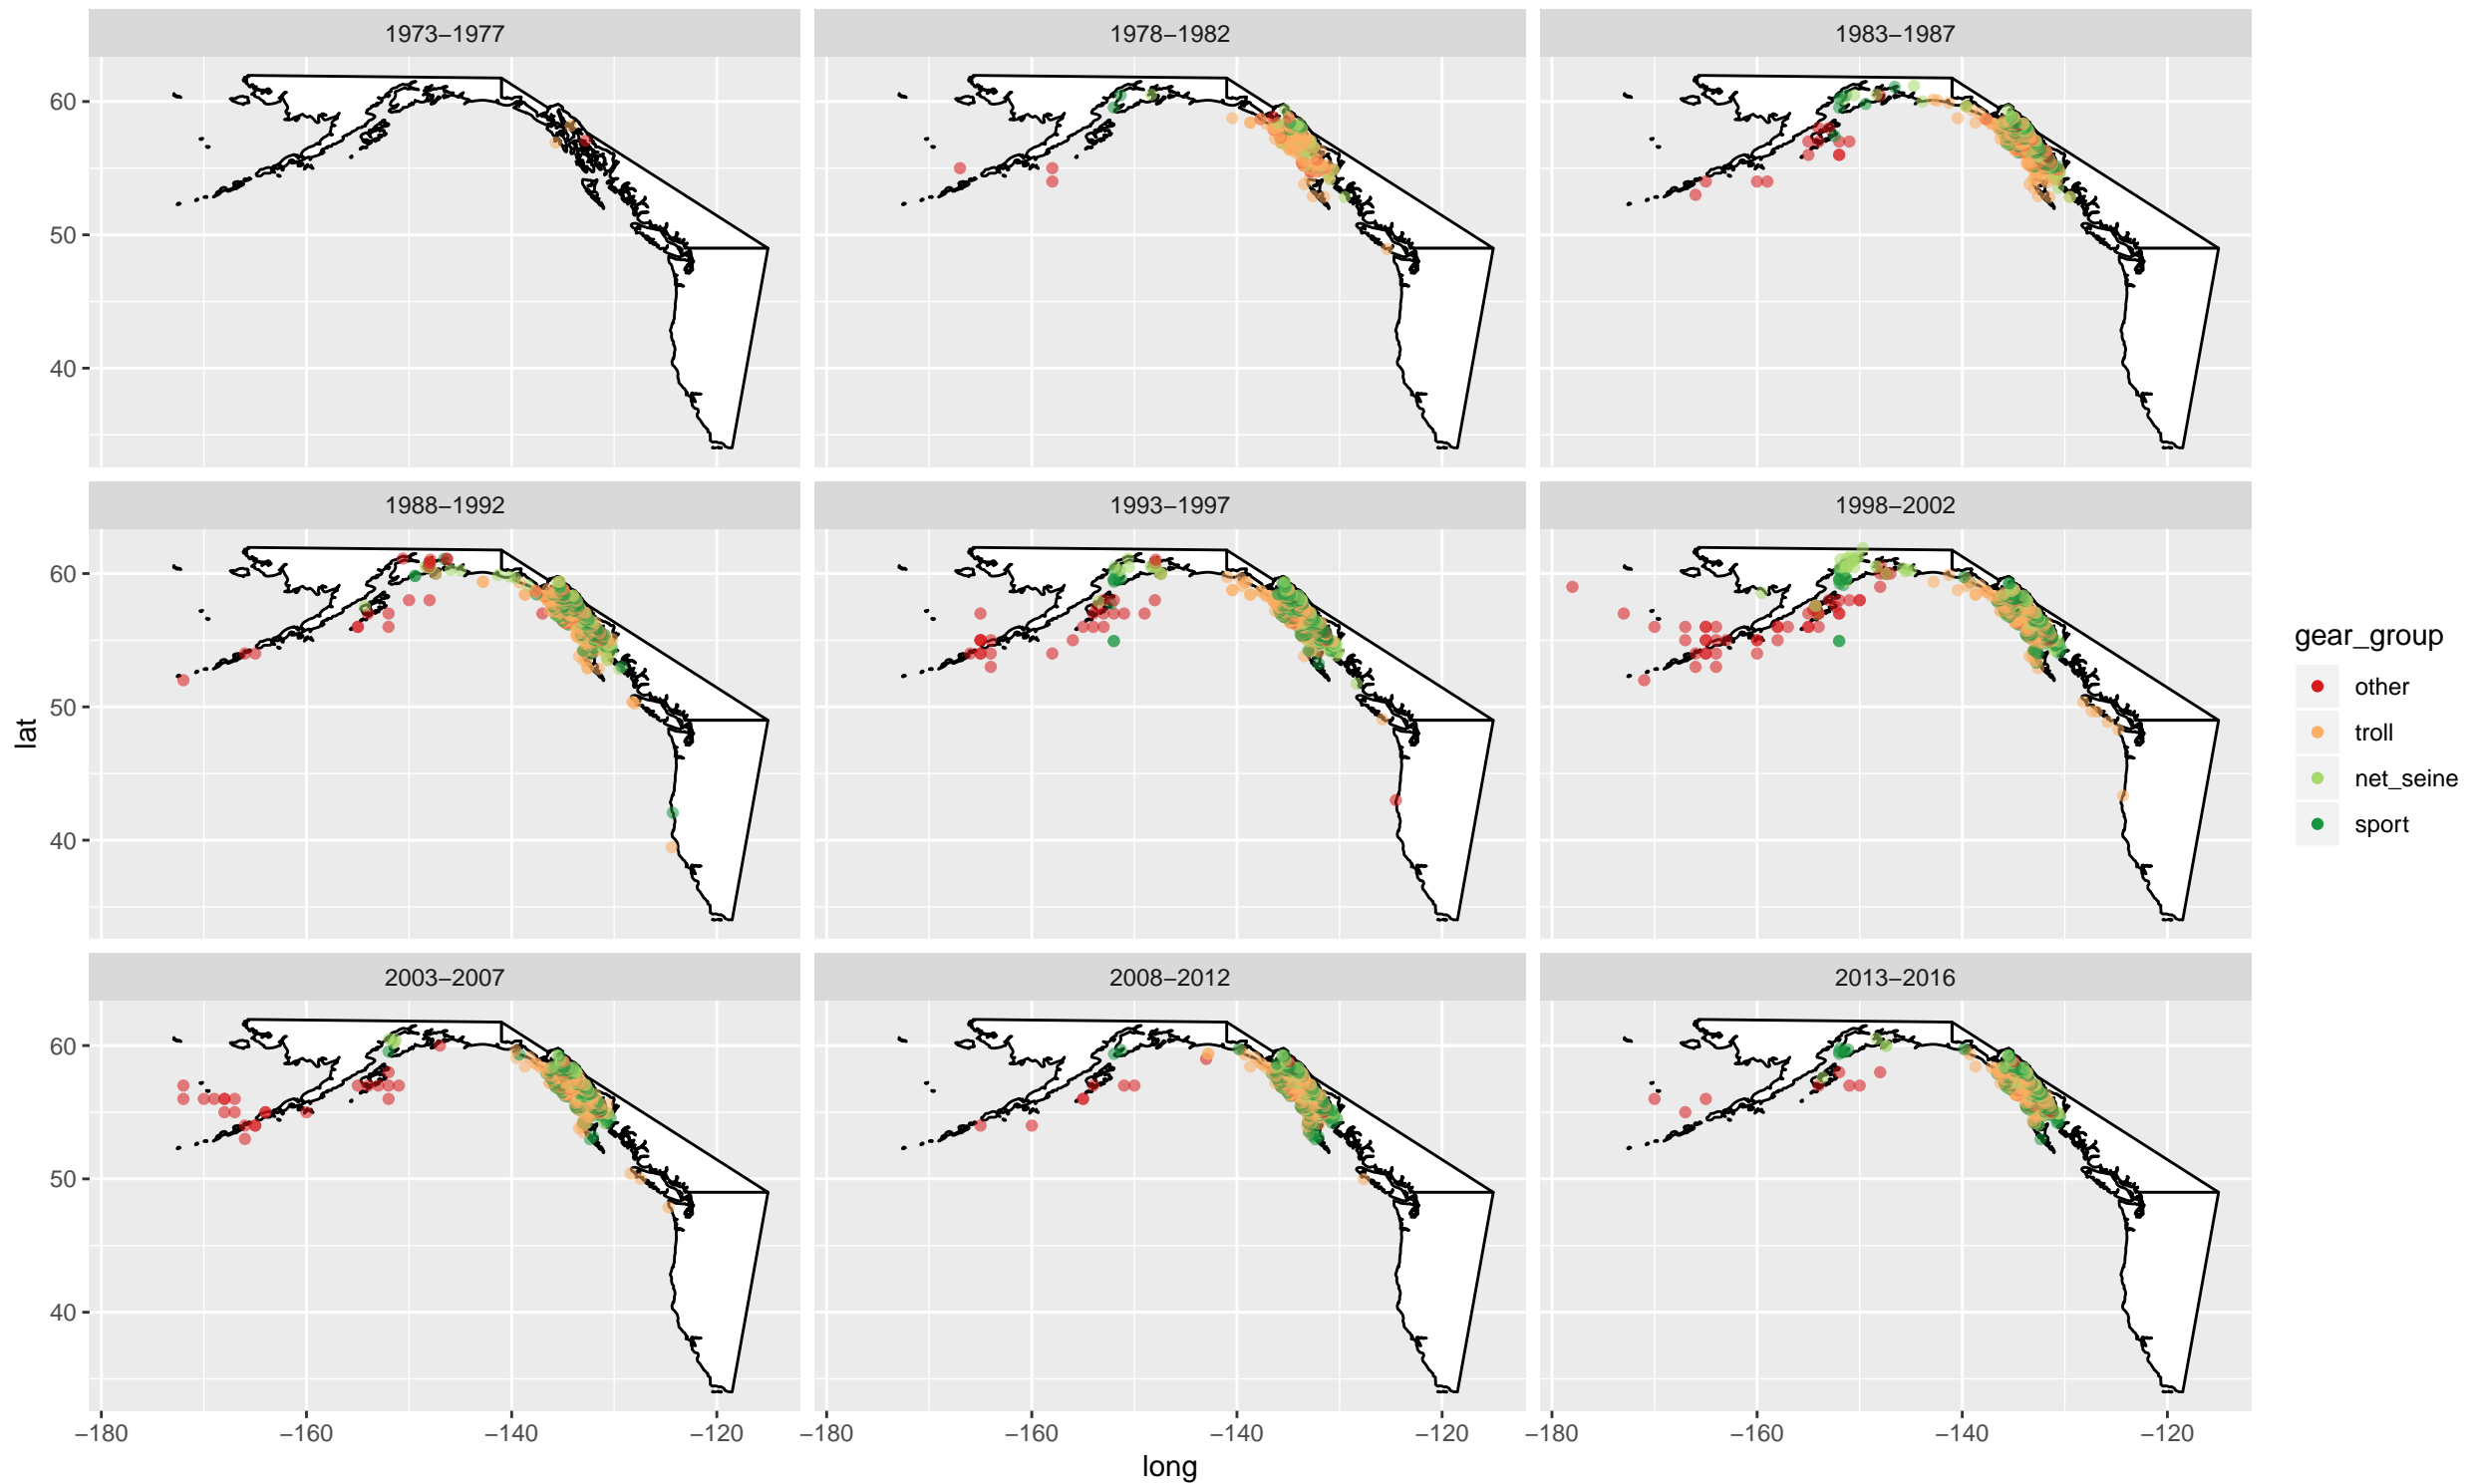 1973−1977 1978−1982 1983−1987
60
50
40
1988−1992 1993−1997 1998−2002
60
50
40
2003−2007 2008−2012 2013−2016
60
50
40
−180 −160 −140 −120 −180 −160 −140 −120 −180 −160 −140 −120
long
lat
gear_group
other
troll
net_seine
sport